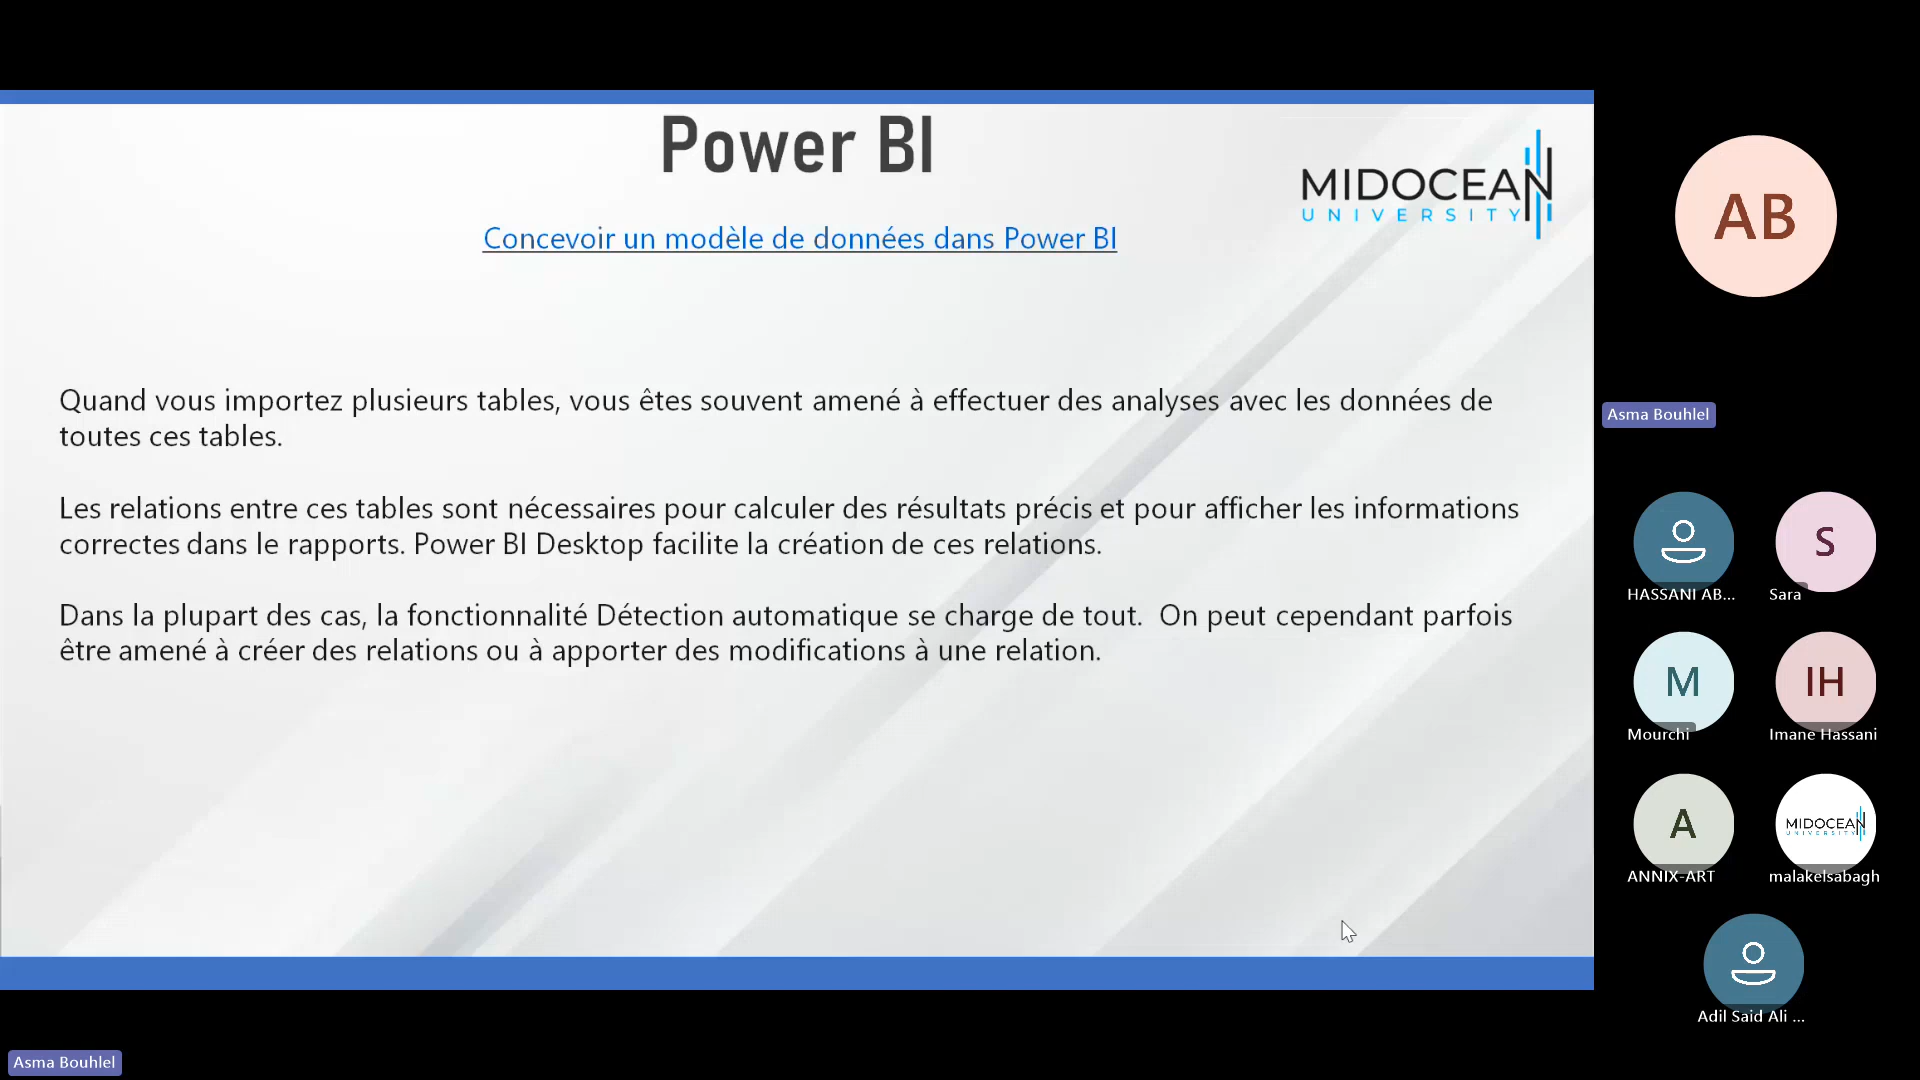 Power BI
MIDOCEAN
UNIVERSITY
Concevoir un modèle de données dans Power BI
Quand vous importez plusieurs tables, vous êtes souvent amené à effectuer des analyses avec les données de
toutes ces tables.
Les relations entre ces tables sont nécessaires pour calculer des résultats précis et pour afficher les informations
correctes dans le rapports. Power BI Desktop facilite la création de ces relations.
Dans la plupart des cas, la fonctionnalité Détection automatique se charge de tout.  On peut cependant parfois
être amené à créer des relations ou à apporter des modifications à une relation.
AB
Asma Bouhlel
HASSANI AB...
S
Sara
M
Mourchi
IH
Imane Hassani
A
ANNIX-ART
MIDOCEAN
UNIVERSITY
malakelsabagh
Adil Said Ali ...
Asma Bouhlel